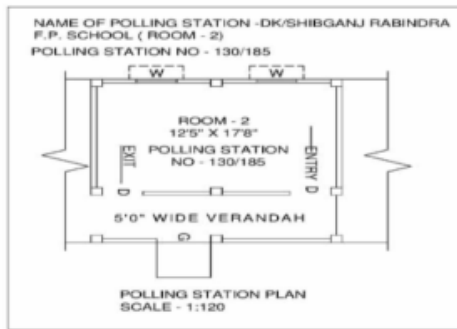 NAME OF POLLING STATION -DK/SHIBGANJ RABINDRA
F.P. SCHOOL ( ROOM - 2)
POLLING STATION NO - 130/185
W
W
ROOM - 2
12'5" X 17'8"
POLLING STATION
NO - 130/185
EXIT
D
ENTRY D
5'0" WIDE VERANDAH
G
POLLING STATION PLAN
SCALE - 1:120